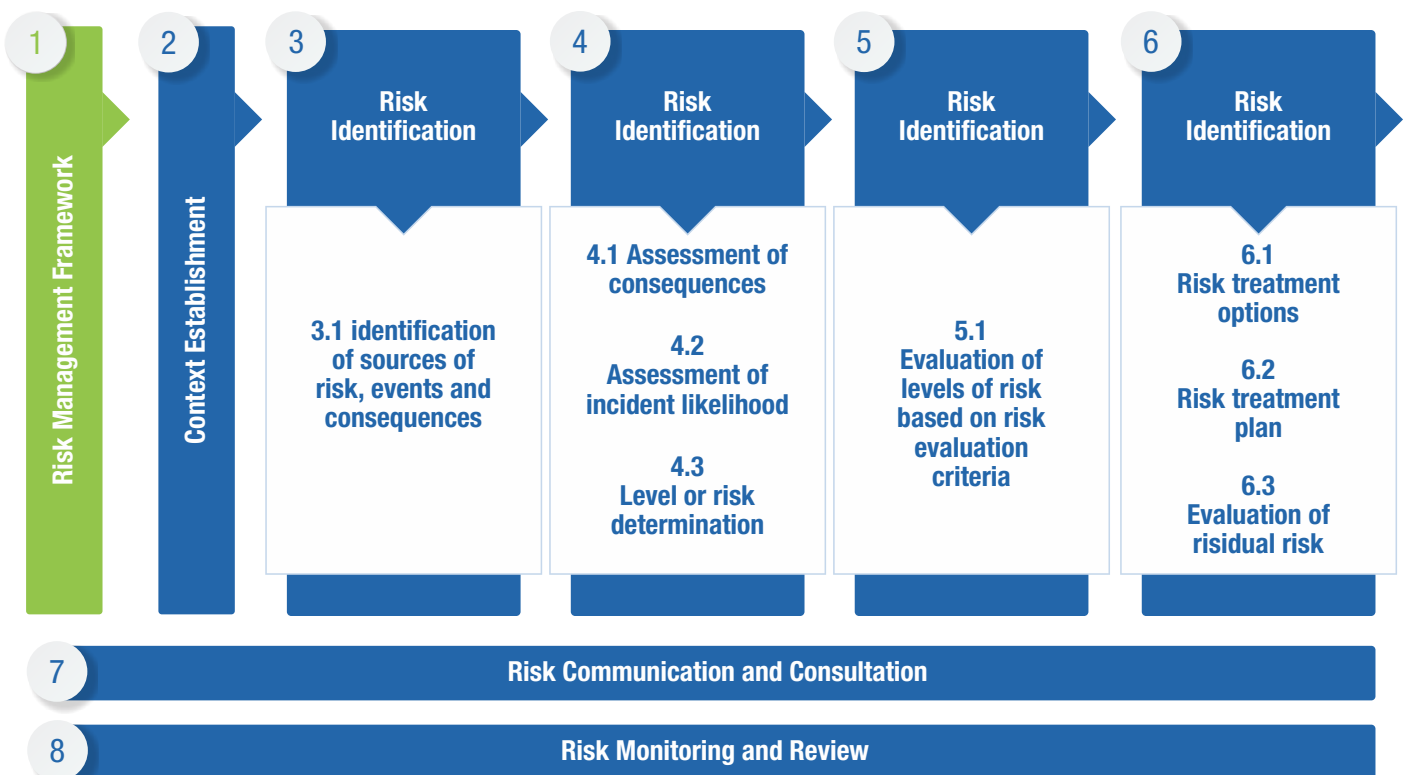 1
Risk Management Framework
2
Context Establishment
3
Risk
Identification
3.1 identification
of sources of
risk, events and
consequences
4
Risk
Identification
4.1 Assessment of
consequences
4.2
Assessment of
incident likelihood
4.3
Level or risk
determination
5
Risk
Identification
5.1
Evaluation of
levels of risk
based on risk
evaluation
criteria
6
Risk
Identification
6.1
Risk treatment
options
6.2
Risk treatment
plan
6.3
Evaluation of
risidual risk
7
Risk Communication and Consultation
8
Risk Monitoring and Review